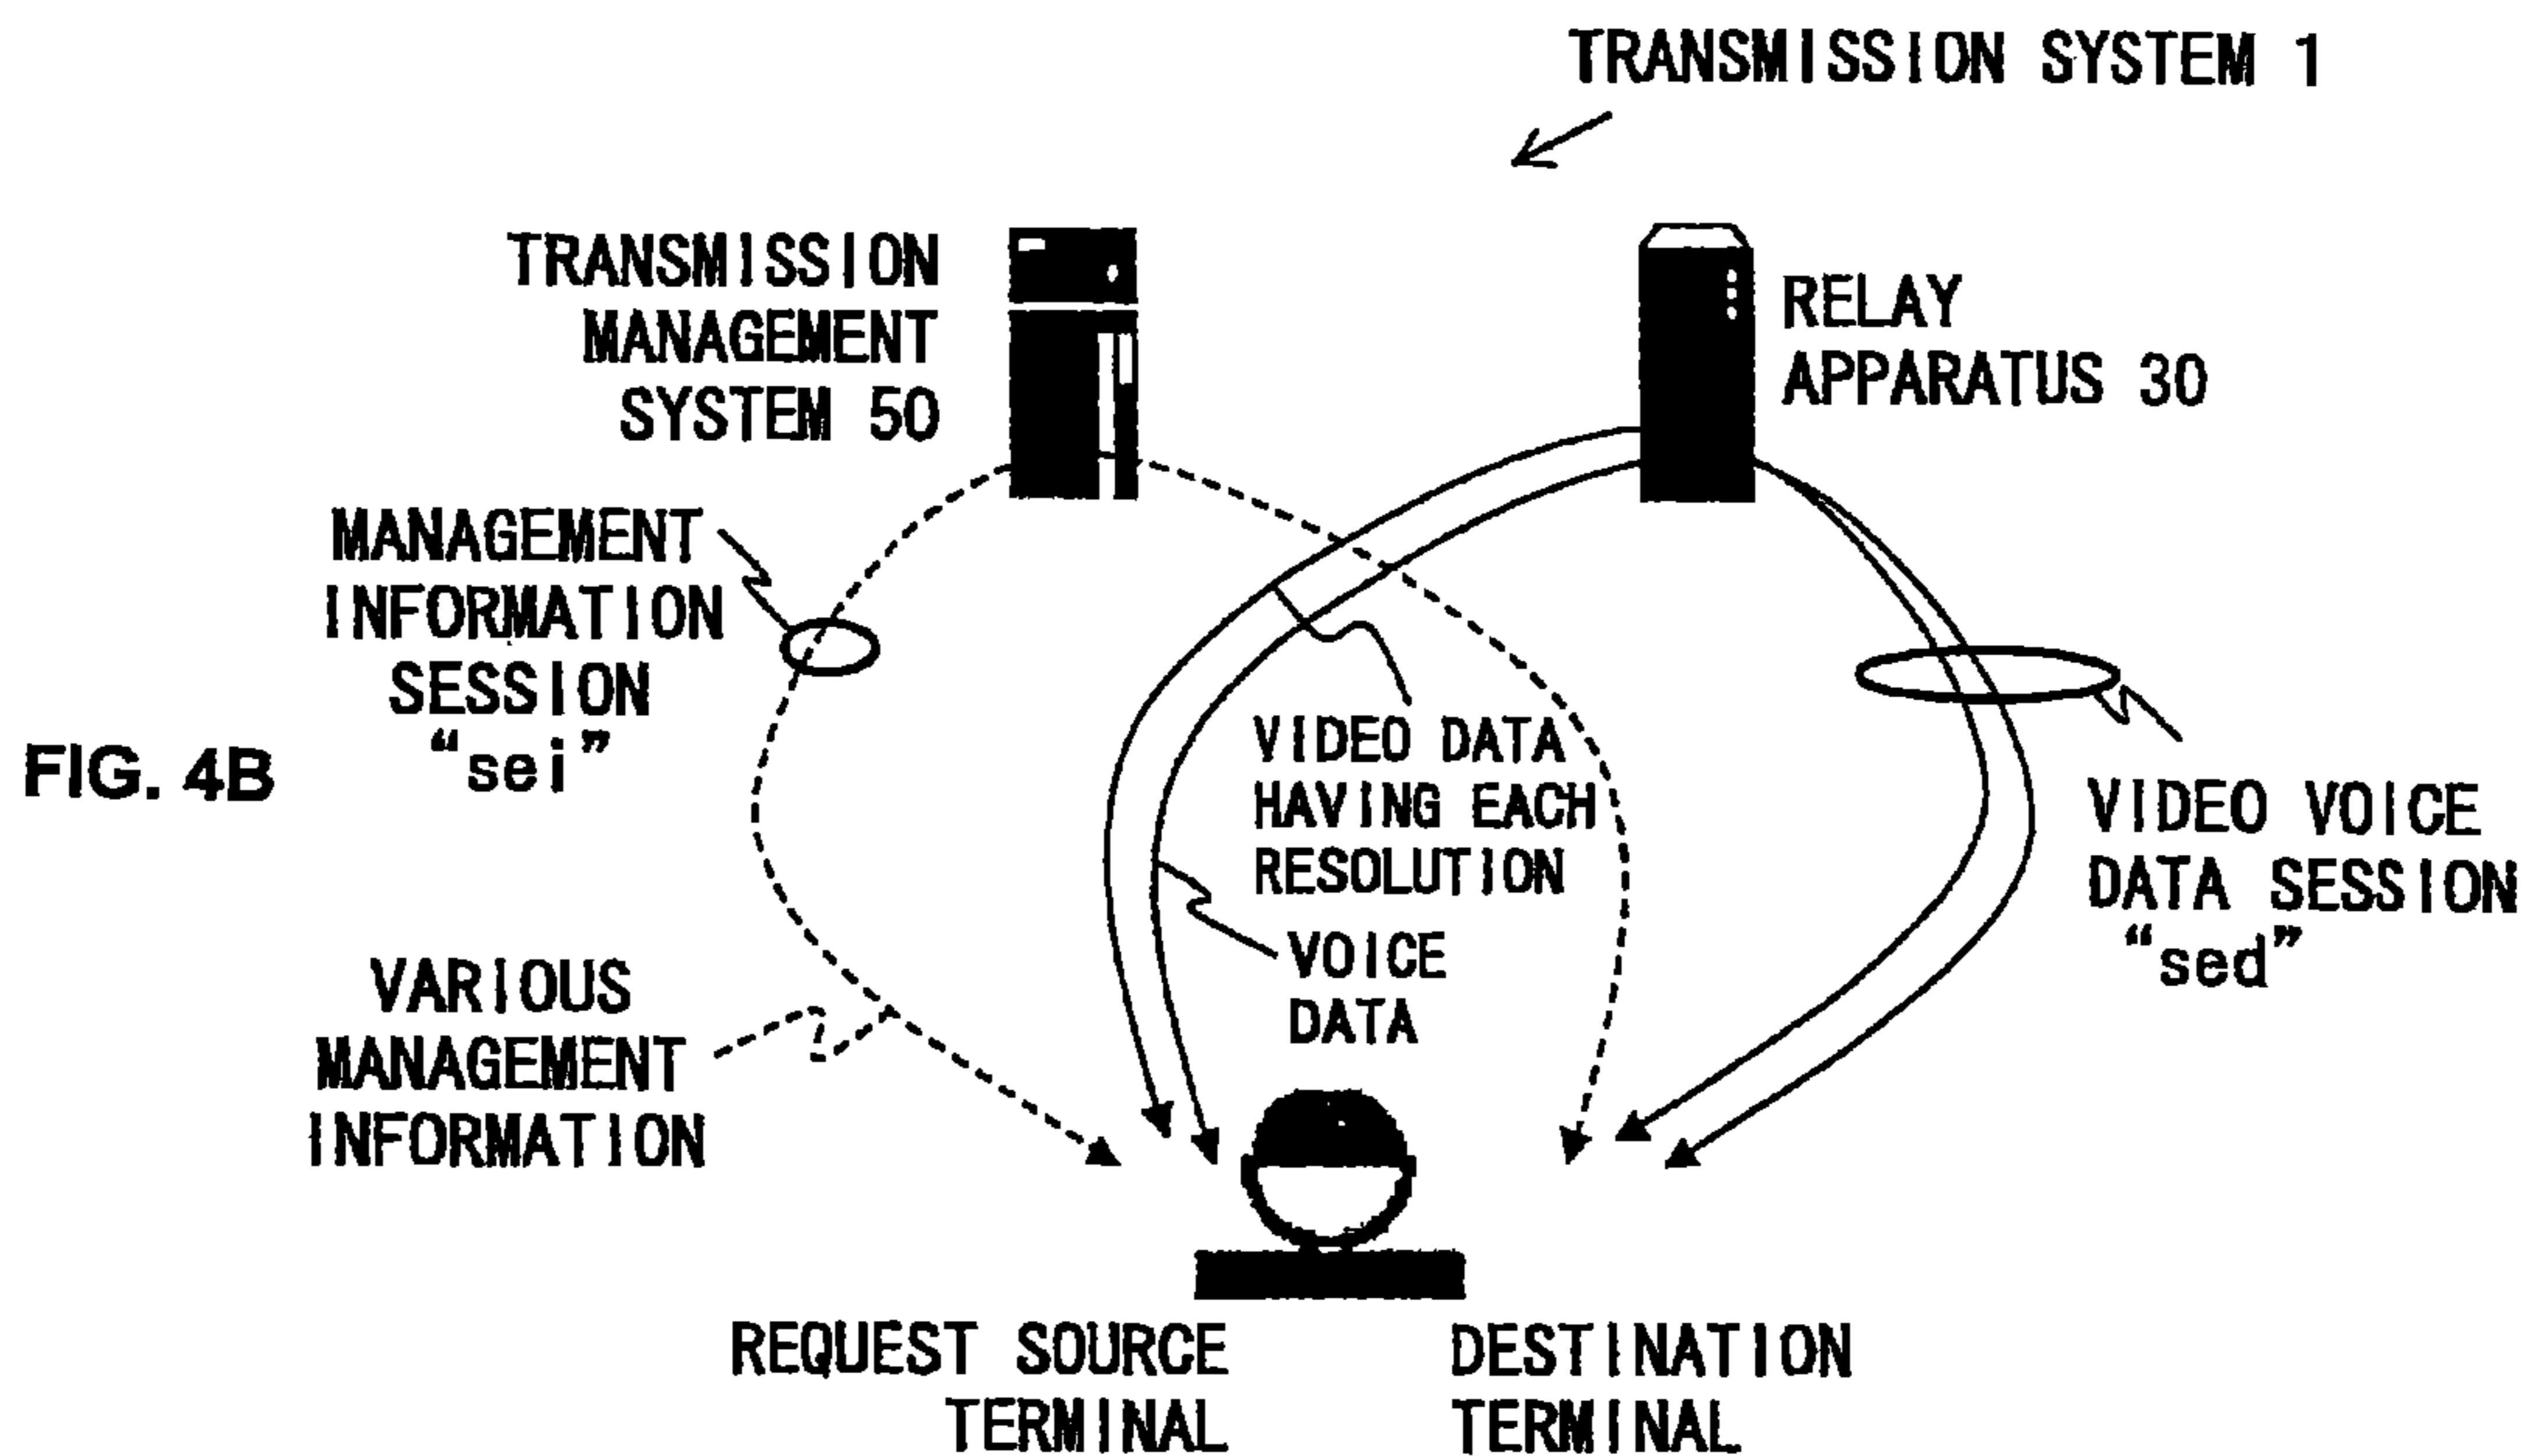 TRANSMISSION SYSTEM 1
TRANSMISSION
MANAGEMENT
SYSTEM 50
RELAY
APPARATUS 30
MANAGEMENT
INFORMATION
SESSION
“sei”
FIG. 4B
VIDEO DATA
HAVING EACH
RESOLUTION
VIDEO VOICE
DATA SESSION
“sed”
VOICE
DATA
VARIOUS
MANAGEMENT
INFORMATION
REQUEST SOURCE
TERMINAL
DESTINATION
TERMINAL